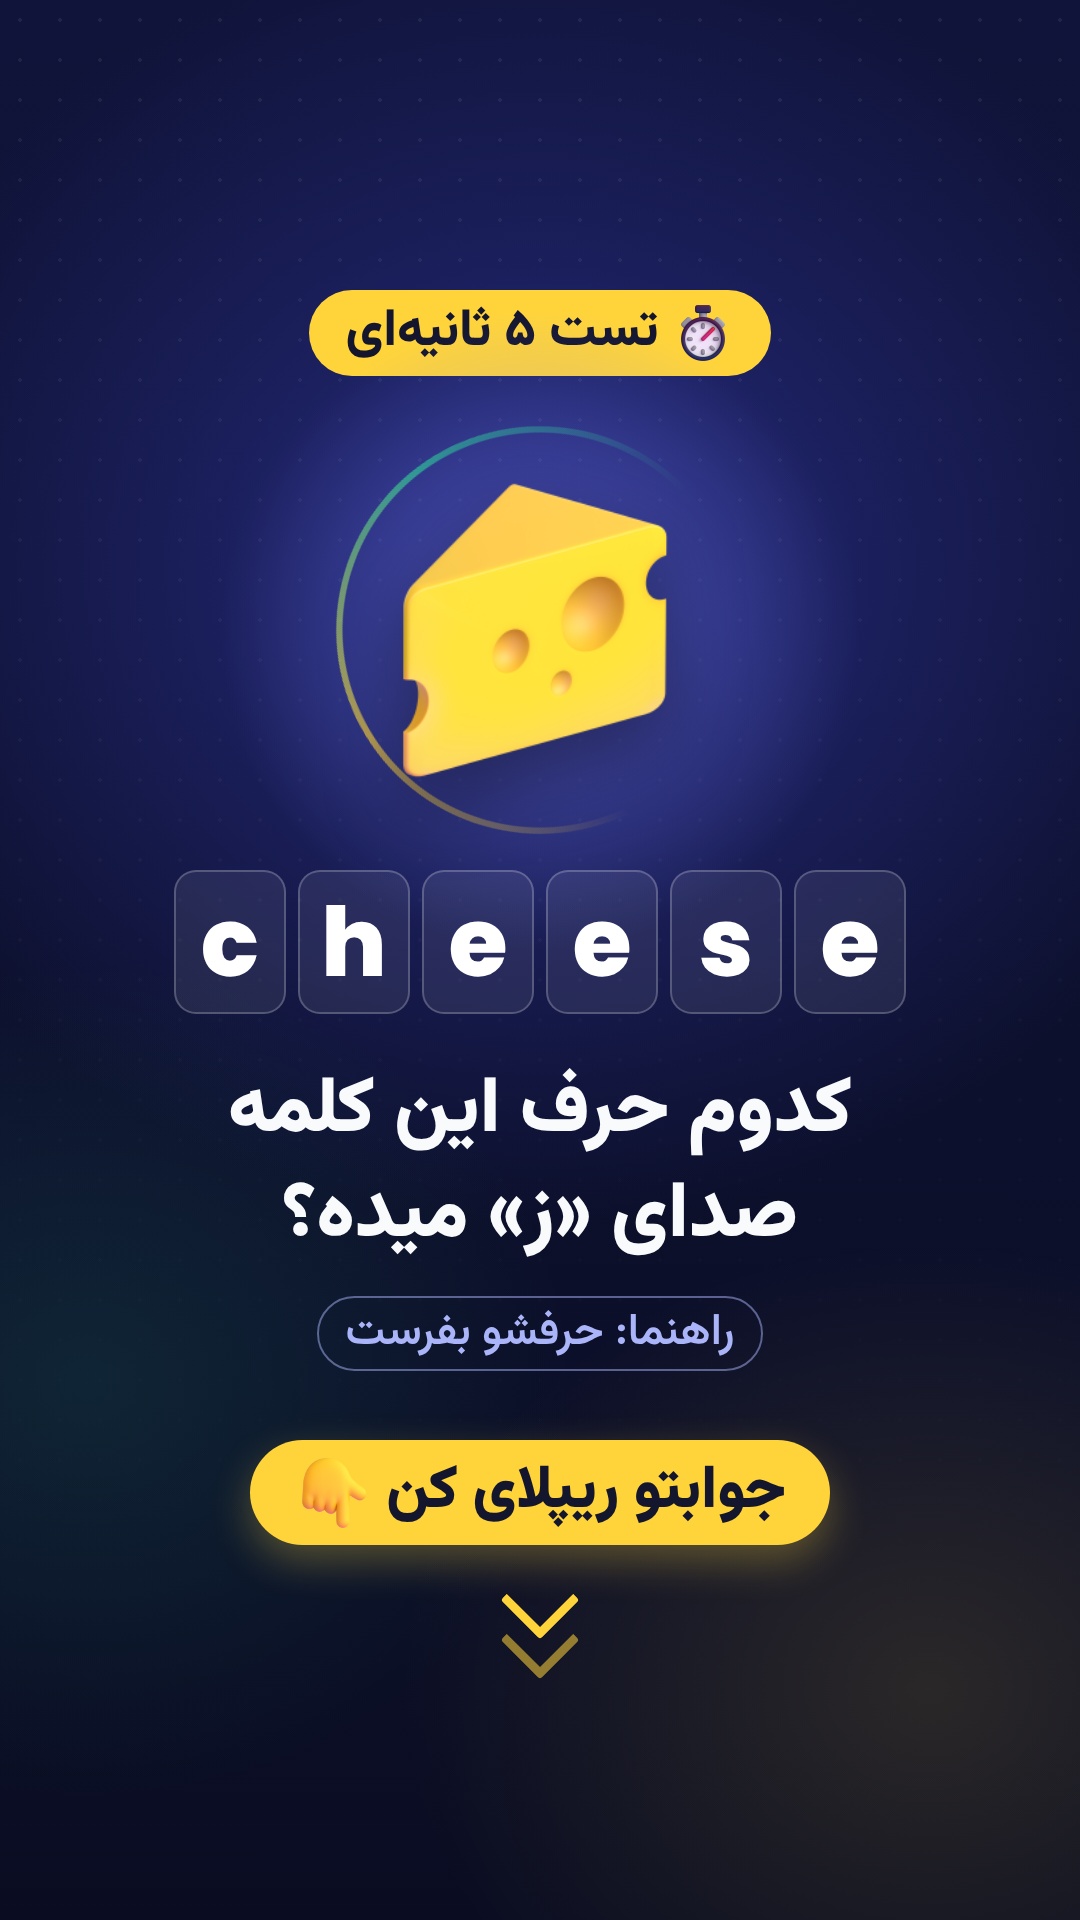 تست ۵ ثانیه‌ای
cheese
کدوم حرف این کلمه
صدای «ز» میده؟
راهنما: حرفشو بفرست
جوابتو ریپلای کن